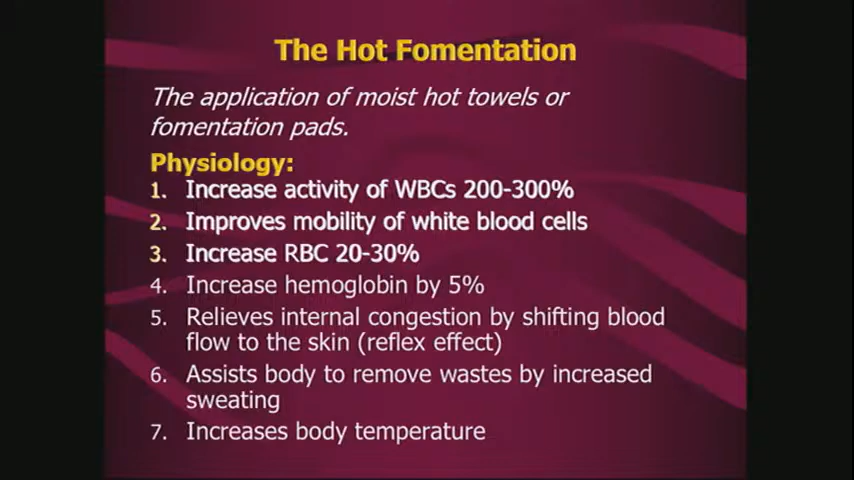 The Hot Fomentation
The application of moist hot towels or
fomentation pads.
Physiology:
1. Increase activity of WBCs 200-300%
2. Improves mobility of white blood cells
3. Increase RBC 20-30%
4. Increase hemoglobin by 5%
5. Relieves internal congestion by shifting blood
flow to the skin (reflex effect)
6. Assists body to remove wastes by increased
sweating
7. Increases body temperature